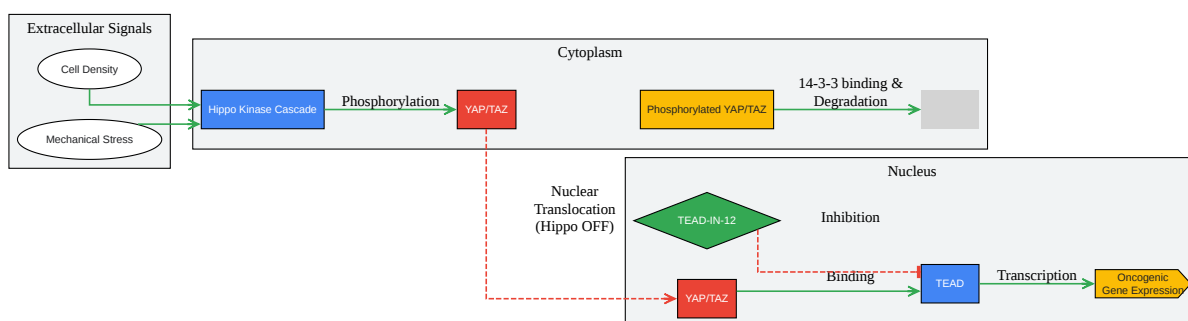 Extracellular Signals
Cell Density
Mechanical Stress
Cytoplasm
Hippo Kinase Cascade
Phosphorylation
YAP/TAZ
Phosphorylated YAP/TAZ
14-3-3 binding &
Degradation
Nuclear
Translocation
(Hippo OFF)
Nucleus
TEAD-IN-12
Inhibition
YAP/TAZ
Binding
TEAD
Transcription
Oncogenic
Gene Expression